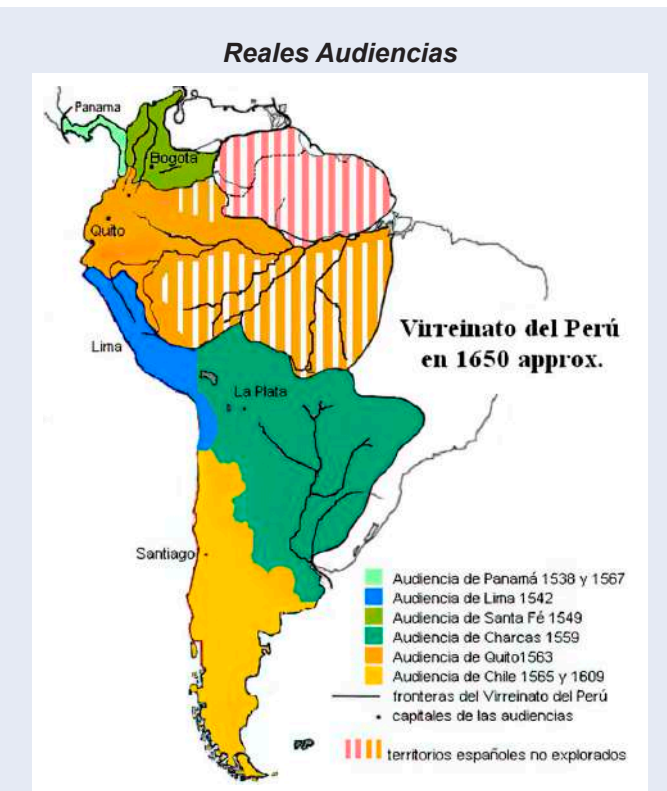 Reales Audiencias
Panama
Bogota
Quito
Lima
Virreinato del Perú
en 1650 approx.
La Plata
Santiago
Audiencia de Panamá 1538 y 1567
Audiencia de Lima 1542
Audiencia de Santa Fé 1549
Audiencia de Charcas 1559
Audiencia de Quito1563
Audiencia de Chile 1565 y 1609
fronteras del Virreinato del Perú
capitales de las audiencias
territorios españoles no explorados